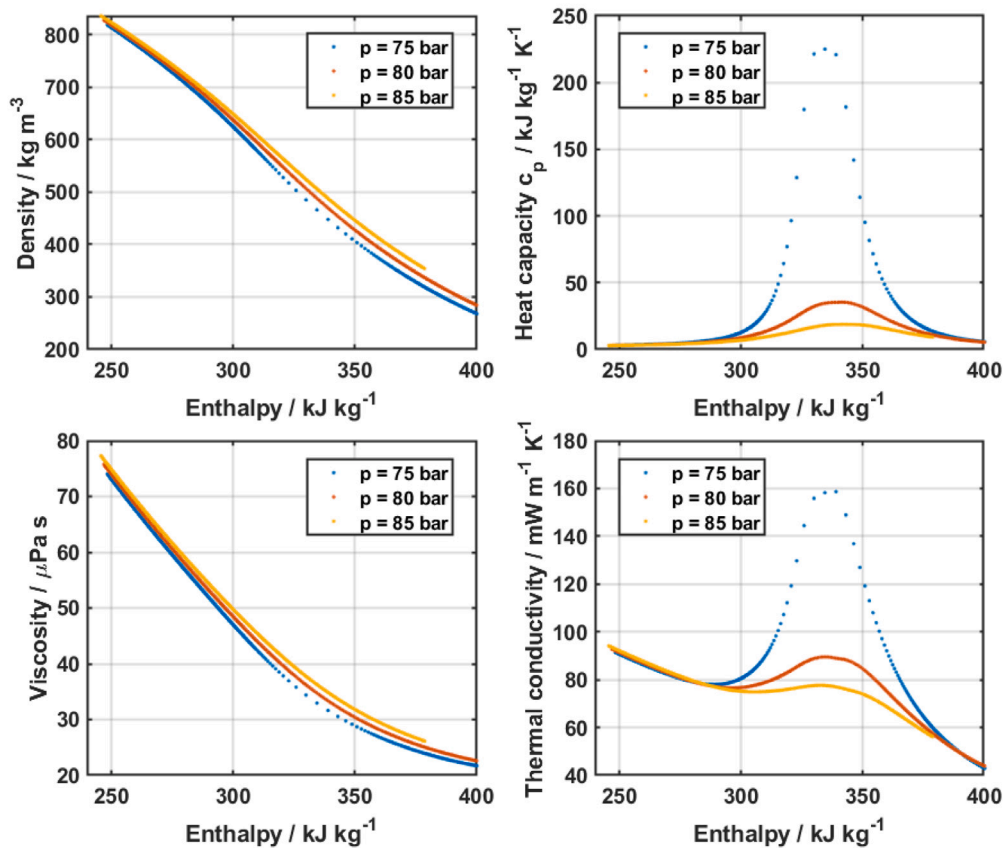 800
700
600
500
400
300
200
250
300
350
400
Density / kg m⁻³
Enthalpy / kJ kg⁻¹
p = 75 bar
p = 80 bar
p = 85 bar
250
200
150
100
50
0
250
300
350
400
Heat capacity c_p / kJ kg⁻¹ K⁻¹
Enthalpy / kJ kg⁻¹
p = 75 bar
p = 80 bar
p = 85 bar
80
70
60
50
40
30
20
250
300
350
400
Viscosity / μPa s
Enthalpy / kJ kg⁻¹
p = 75 bar
p = 80 bar
p = 85 bar
180
160
140
120
100
80
60
40
250
300
350
400
Thermal conductivity / mW m⁻¹ K⁻¹
Enthalpy / kJ kg⁻¹
p = 75 bar
p = 80 bar
p = 85 bar